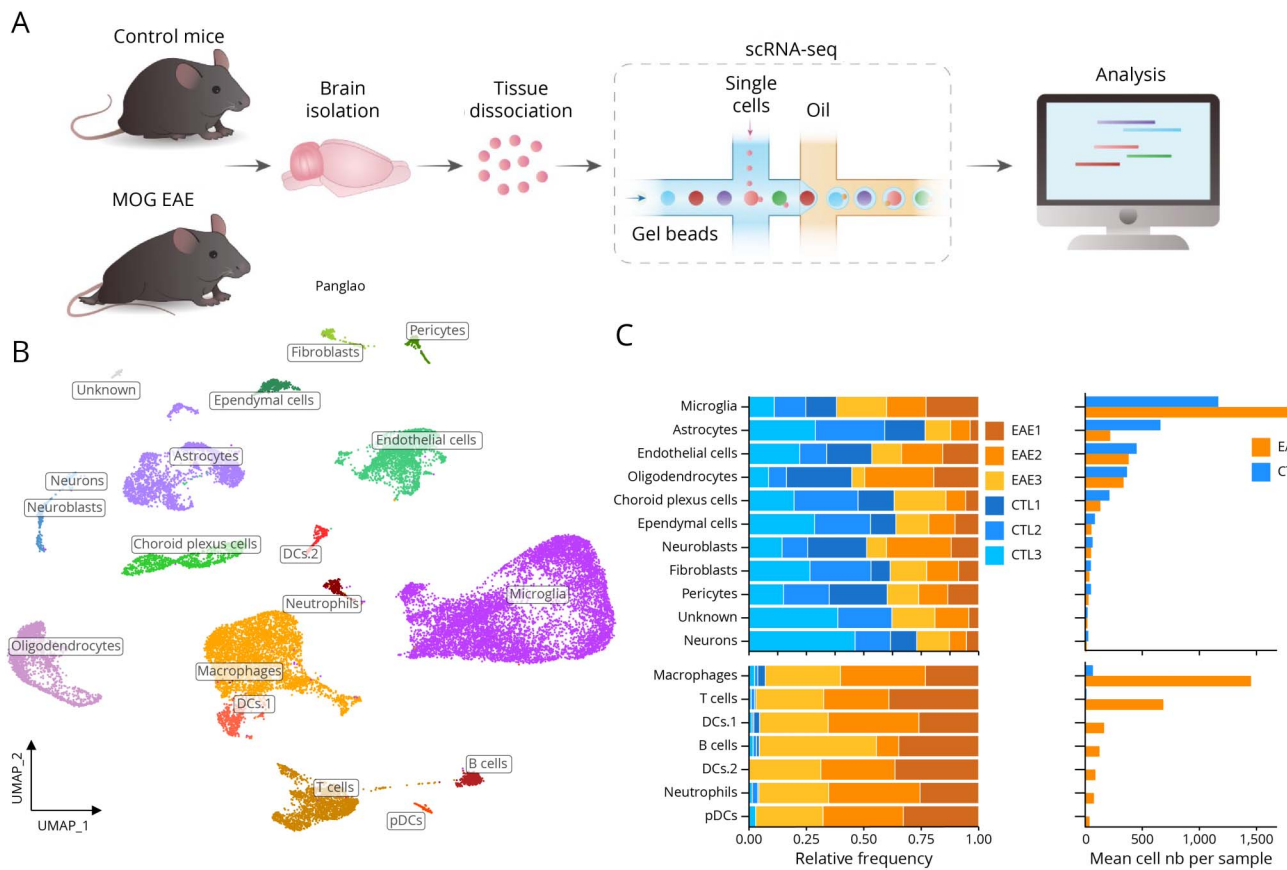 A
Control mice
MOG EAE
Brain
isolation
Tissue
dissociation
scRNA-seq
Single
cells
Oil
Gel beads
Analysis
B
Panglao
Fibroblasts
Pericytes
Unknown
Ependymal cells
Astrocytes
Endothelial cells
Neurons
Neuroblasts
Choroid plexus cells
DCs.2
Neutrophils
Microglia
Oligodendrocytes
Macrophages
DCs.1
T cells
B cells
pDCs
UMAP_2
UMAP_1
C
Microglia
Astrocytes
Endothelial cells
Oligodendrocytes
Choroid plexus cells
Ependymal cells
Neuroblasts
Fibroblasts
Pericytes
Unknown
Neurons
Macrophages
T cells
DCs.1
B cells
DCs.2
Neutrophils
pDCs
0.00 0.25 0.50 0.75 1.00
Relative frequency
EAE1
EAE2
EAE3
CTL1
CTL2
CTL3
0 500 1,000 1,500
Mean cell nb per sample